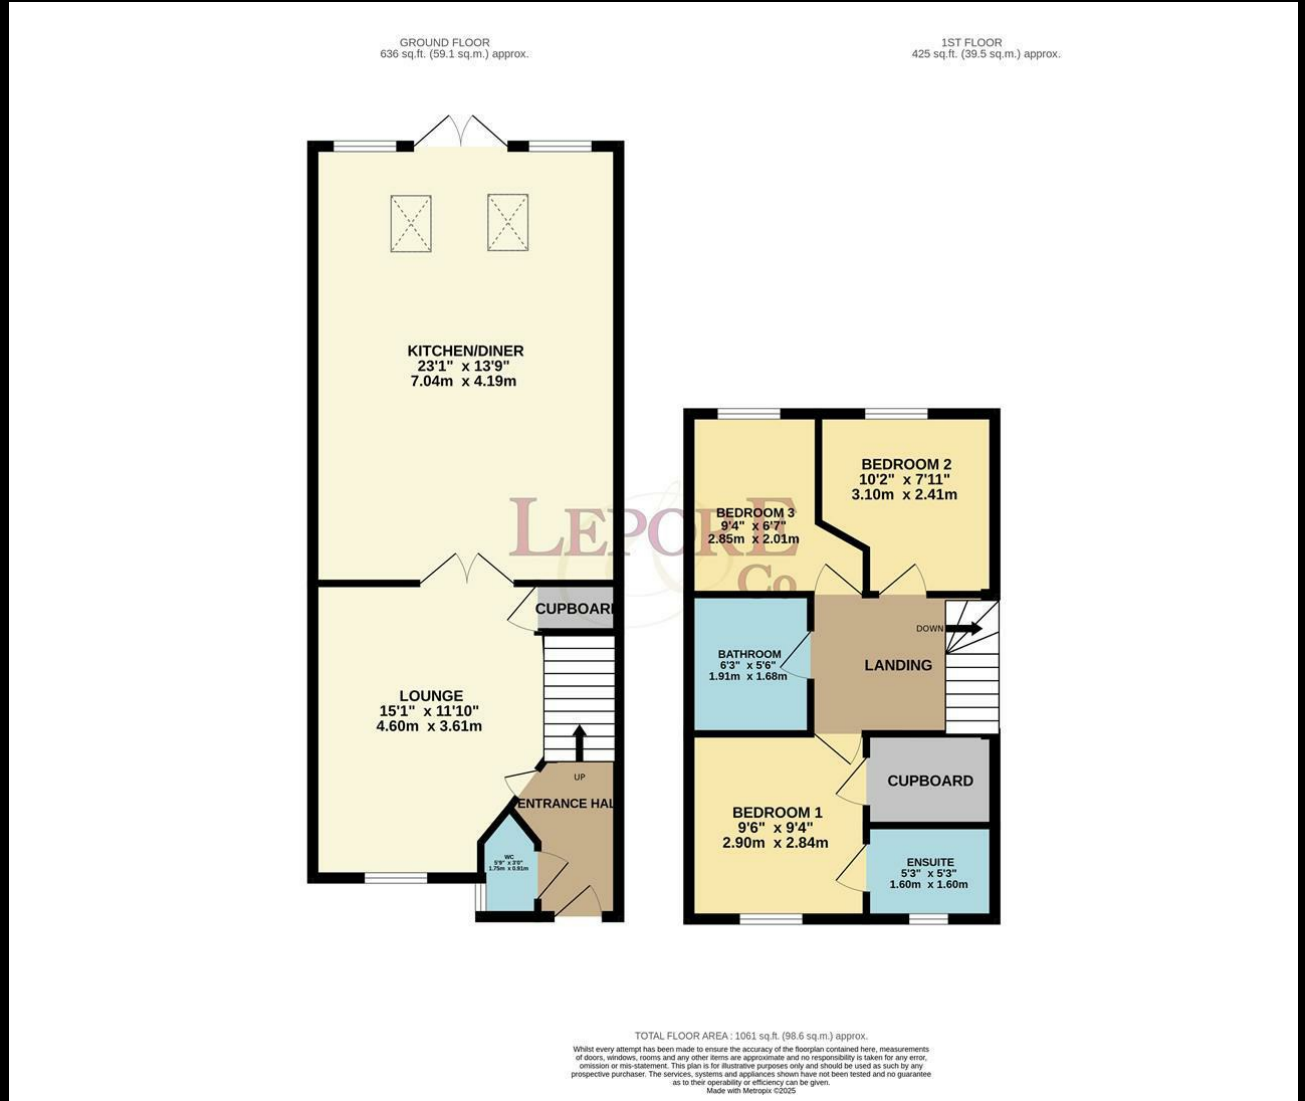 GROUND FLOOR
636 sq.ft. (59.1 sq.m.) approx.
1ST FLOOR
425 sq.ft. (39.5 sq.m.) approx.
KITCHEN/DINER
23'1" x 13'9"
7.04m x 4.19m
CUPBOARD
LOUNGE
15'1" x 11'10"
4.60m x 3.61m
UP
ENTRANCE HAL
WC
5'9" x 3'0"
1.75m x 0.91m
LEPORE
Co
BEDROOM 2
10'2" x 7'11"
3.10m x 2.41m
BEDROOM 3
9'4" x 6'7"
2.85m x 2.01m
DOWN
BATHROOM
6'3" x 5'6"
1.91m x 1.68m
LANDING
CUPBOARD
BEDROOM 1
9'6" x 9'4"
2.90m x 2.84m
ENSUITE
5'3" x 5'3"
1.60m x 1.60m
TOTAL FLOOR AREA : 1061 sq.ft. (98.6 sq.m.) approx.
Whilst every attempt has been made to ensure the accuracy of the floorplan contained here, measurements
of doors, windows, rooms and any other items are approximate and no responsibility is taken for any error,
omission or mis-statement. This plan is for illustrative purposes only and should be used as such by any
prospective purchaser. The services, systems and appliances shown have not been tested and no guarantee
as to their operability or efficiency can be given.
Made with Metropix ©2025